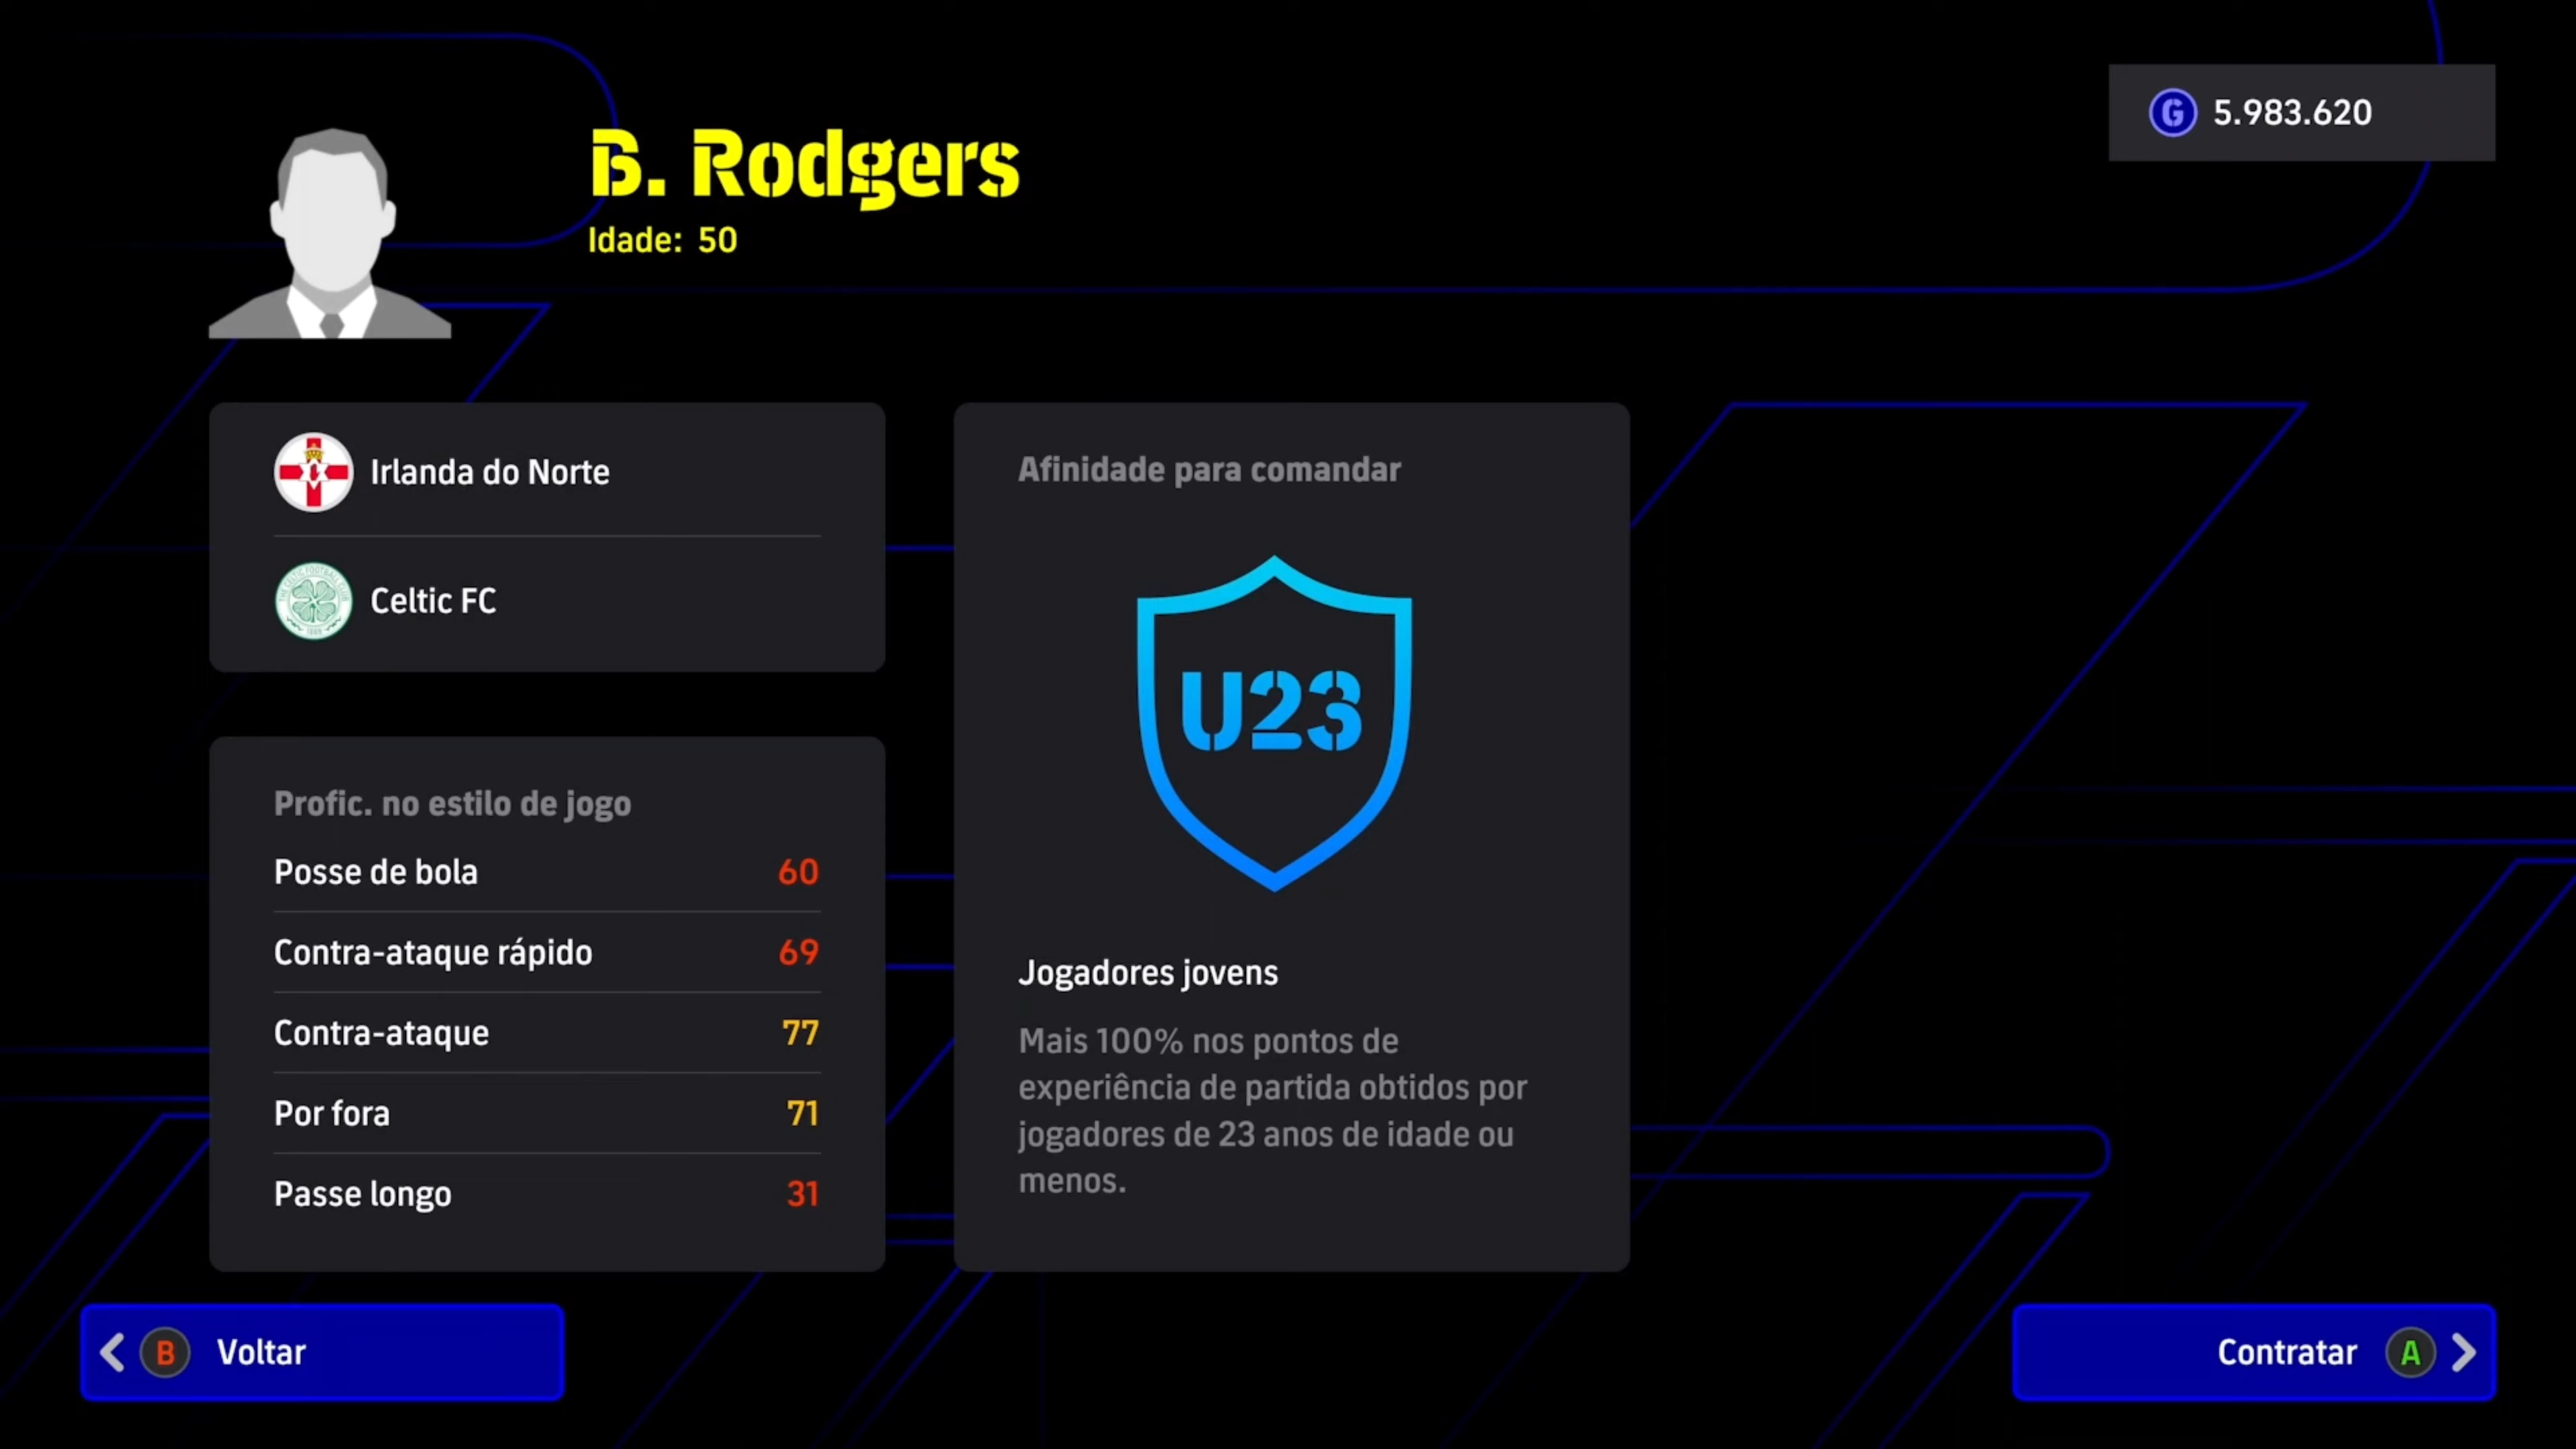 B. Rodgers
Idade: 50
G 5.983.620
Irlanda do Norte
Celtic FC
Profic. no estilo de jogo
Posse de bola 60
Contra-ataque rápido 69
Contra-ataque 77
Por fora 71
Passe longo 31
Afinidade para comandar
U23
Jogadores jovens
Mais 100% nos pontos de
experiência de partida obtidos por
jogadores de 23 anos de idade ou
menos.
B Voltar
Contratar A